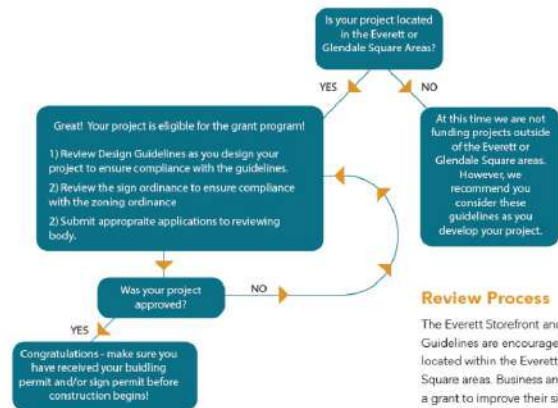 Is your project located
in the Everett or
Glendale Square Areas?
YES
NO
Great! Your project is eligible for the grant program!
1) Review Design Guidelines as you design your
project to ensure compliance with the guidelines.
2) Review the sign ordinance to ensure compliance
with the zoning ordinance
2) Submit appropraite applications to reviewing
body.
At this time we are not
funding projects outside
of the Everett or
Glendale Square areas.
However, we
recommend you
consider these
guidelines as you
develop your project.
Was your project
approved?
NO
YES
Congratulations - make sure you
have received your buidling
permit and/or sign permit before
construction begins!
Review Process
The Everett Storefront and
Guidelines are encourage
located within the Everett
Square areas. Business an
a grant to improve their s